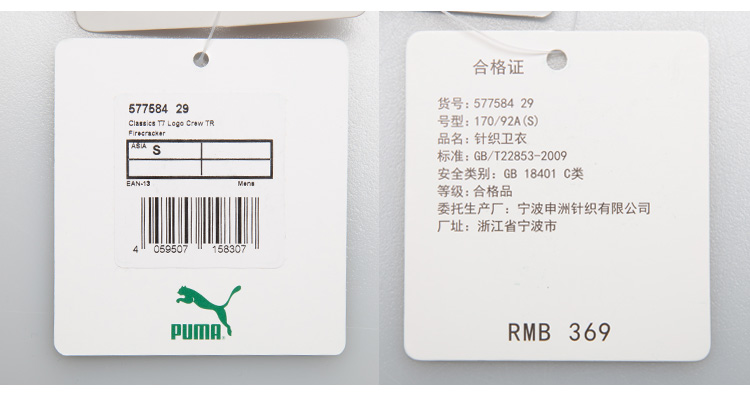 577584 29
Classics T7 Logo Crew TR
Firecracker
ASIA S
EAN-13 Mens
4 059507 158307
PUMA®
合格证
货号: 577584 29
号型: 170/92A(S)
品名: 针织卫衣
标准: GB/T22853-2009
安全类别: GB 18401 C类
等级: 合格品
委托生产厂: 宁波申洲针织有限公司
厂址: 浙江省宁波市
RMB 369